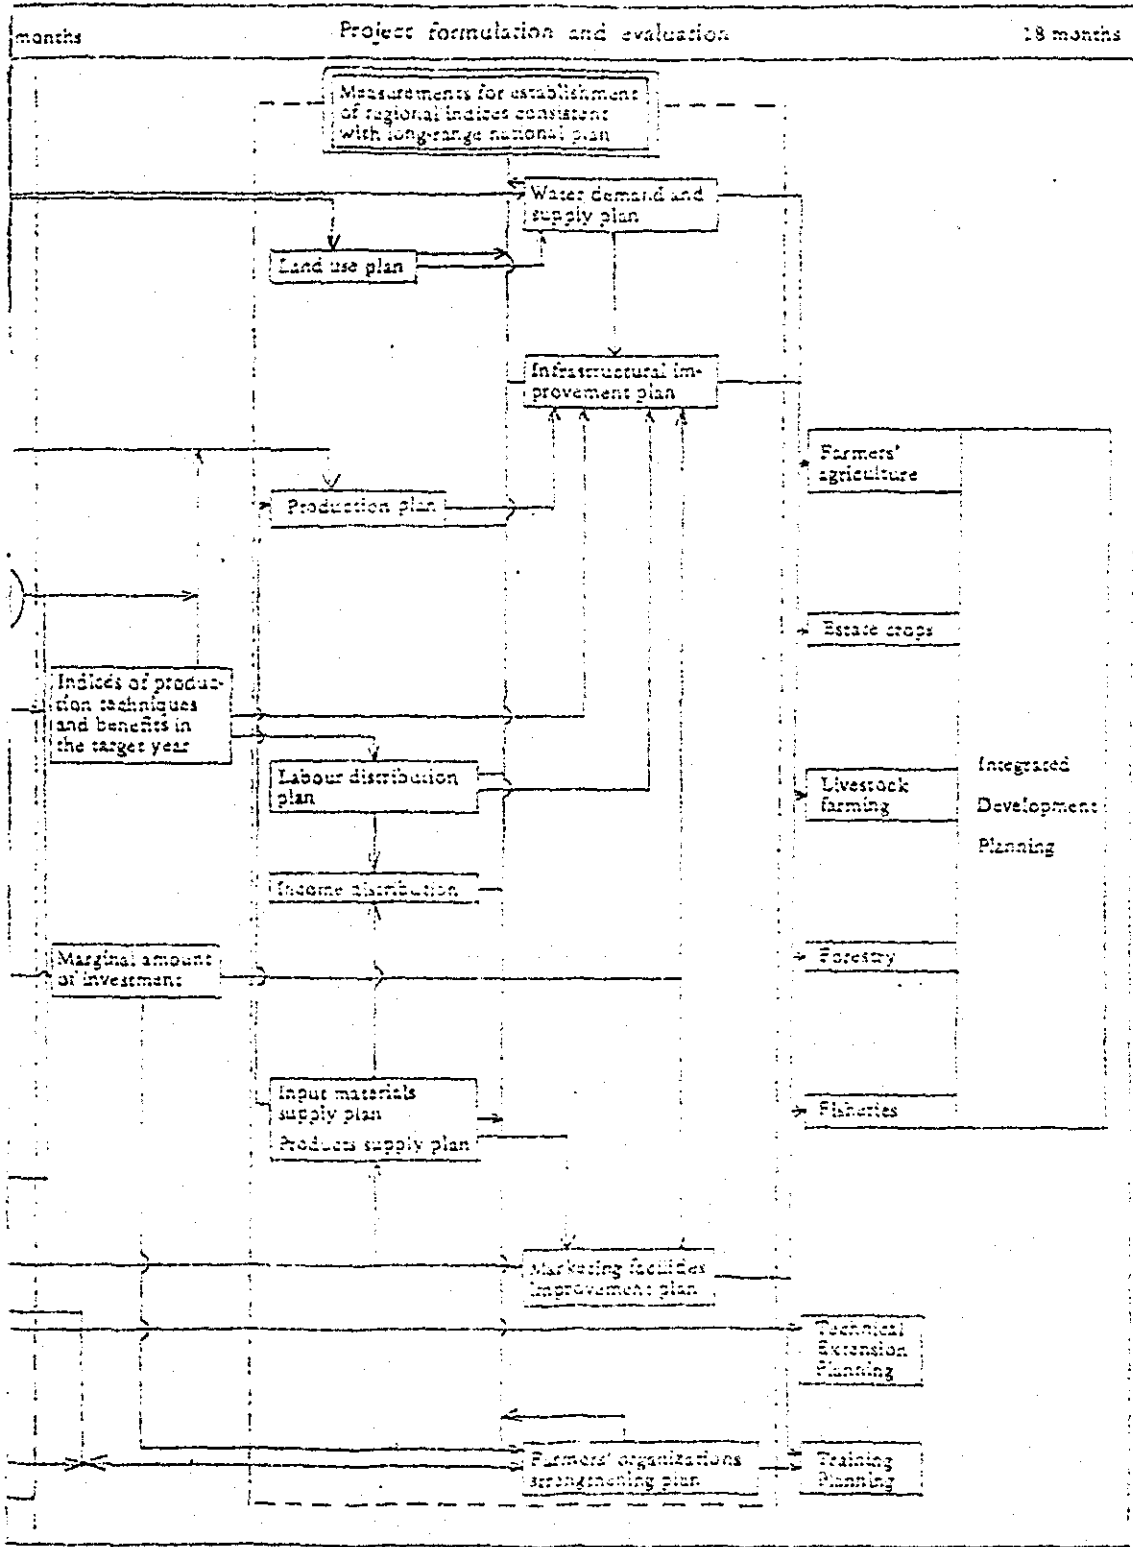 months
Project formulation and evaluation
18 months
Measurements for establishment
of regional indices consistent
with long-range national plan
Water demand and
supply plan
Land use plan
Infrastructural im-
provement plan
Farmers'
agriculture
Production plan
Estate crops
Indices of produc-
tion techniques
and benefits in
the target year
Labour distribution
plan
Livestock
farming
Integrated
Development
Planning
Income distribution
Marginal amount
of investment
Forestry
Input materials
supply plan
Products supply plan
Fisheries
Marketing facilities
improvement plan
Technical
Extension
Planning
Farmers' organizations
strengthening plan
Training
Planning